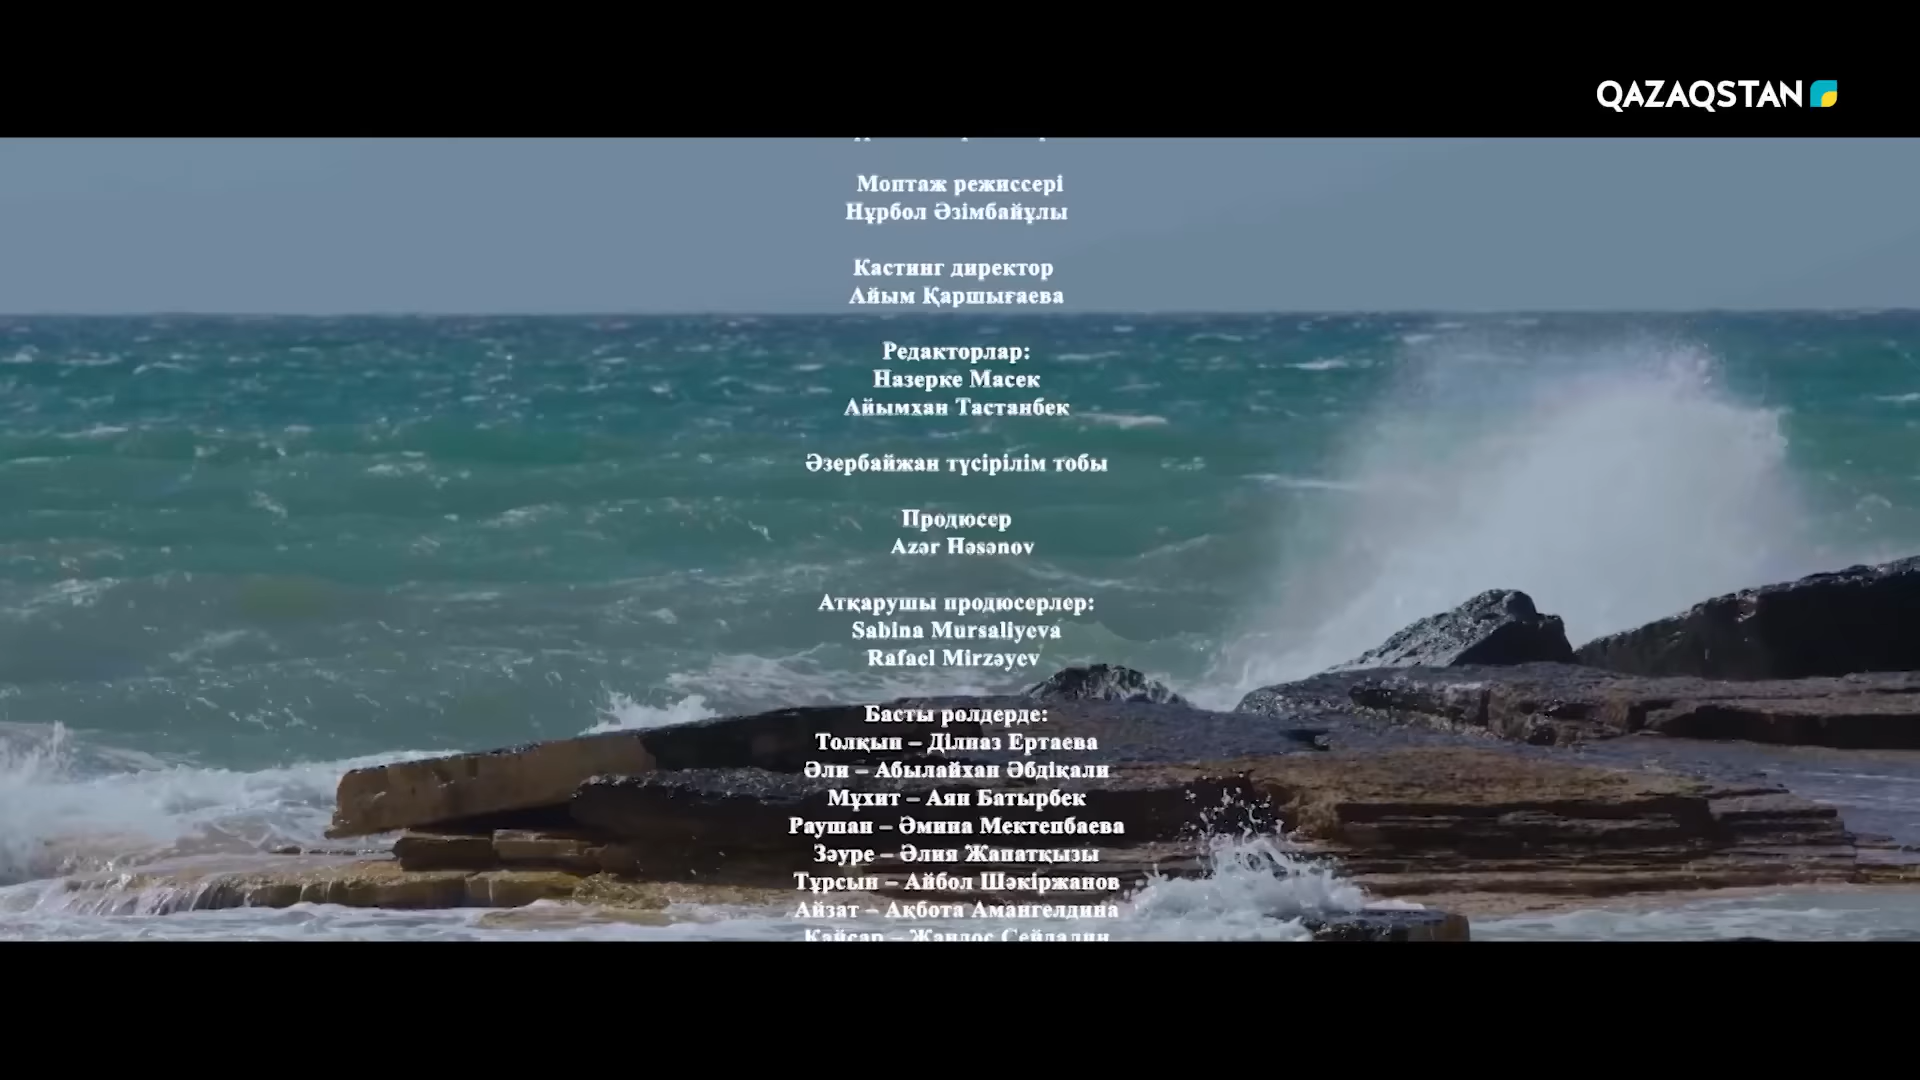 QAZAQSTAN
Монтаж режиссері
Нұрбол Әзімбайұлы
Кастинг директор
Айым Қаршығаева
Редакторлар:
Назерке Масек
Айымхан Тастанбек
Әзербайжан түсірілім тобы
Продюсер
Azər Həsənov
Атқарушы продюсерлер:
Sabina Mursaliyeva
Rafael Mirzəyev
Басты рөлдерде:
Толқын – Ділназ Ертаева
Әли – Абылайхан Әбдіқали
Мұхит – Аян Батырбек
Раушан – Әмина Мектепбаева
Зәуре – Әлия Жапатқызы
Тұрсын – Айбол Шәкіржанов
Айзат – Ақбота Амангелдина